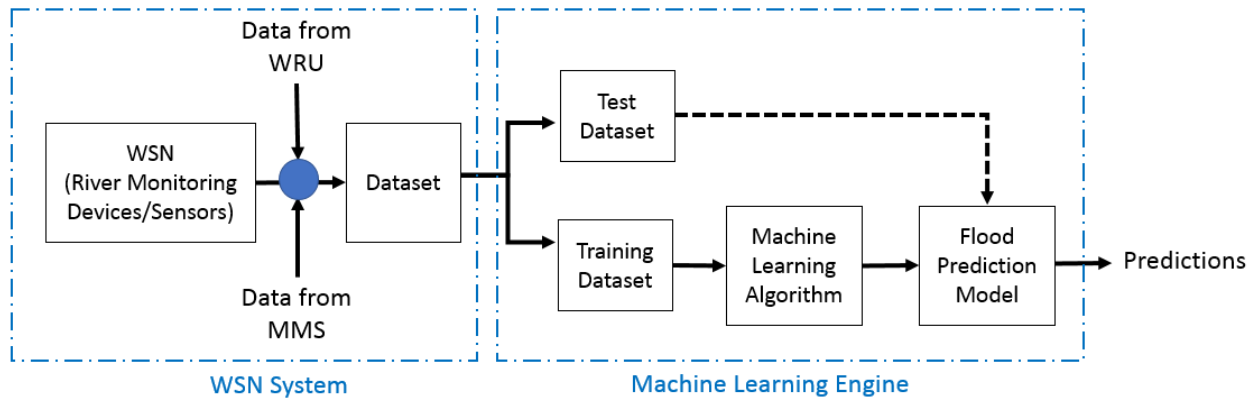 Data from
WRU
WSN
(River Monitoring
Devices/Sensors)
Dataset
Data from
MMS
WSN System
Test
Dataset
Training
Dataset
Machine
Learning
Algorithm
Flood
Prediction
Model
Predictions
Machine Learning Engine